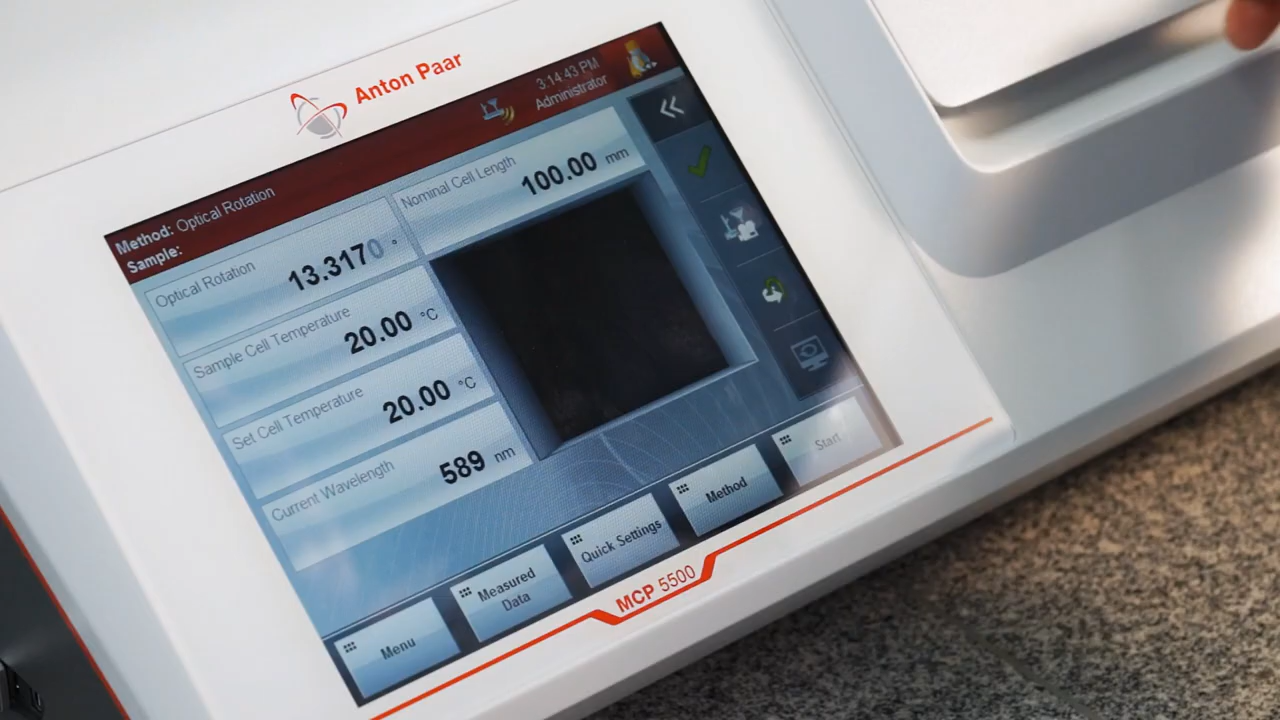 Anton Paar
3:14:43 PM
Administrator
Method: Optical Rotation
Sample:
Optical Rotation
13.3170 °
Nominal Cell Length
100.00 mm
Sample Cell Temperature
20.00 °C
Set Cell Temperature
20.00 °C
Current Wavelength
589 nm
Menu
Measured
Data
Quick Settings
Method
Start
MCP 5500